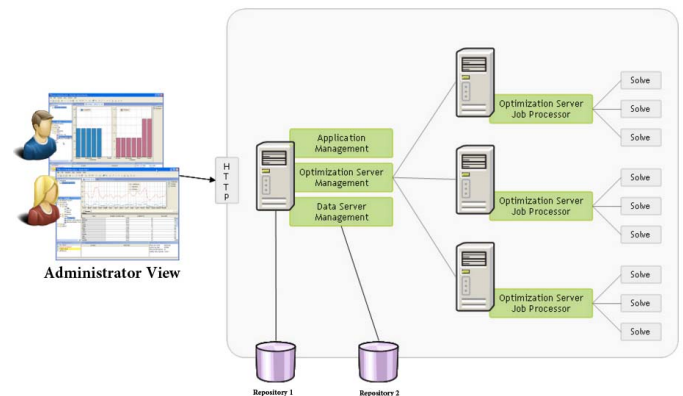 Administrator View
H
T
T
P
Application
Management
Optimization Server
Management
Data Server
Management
Optimization Server
Job Processor
Solve
Solve
Solve
Optimization Server
Job Processor
Solve
Solve
Solve
Optimization Server
Job Processor
Solve
Solve
Solve
Repository 1
Repository 2